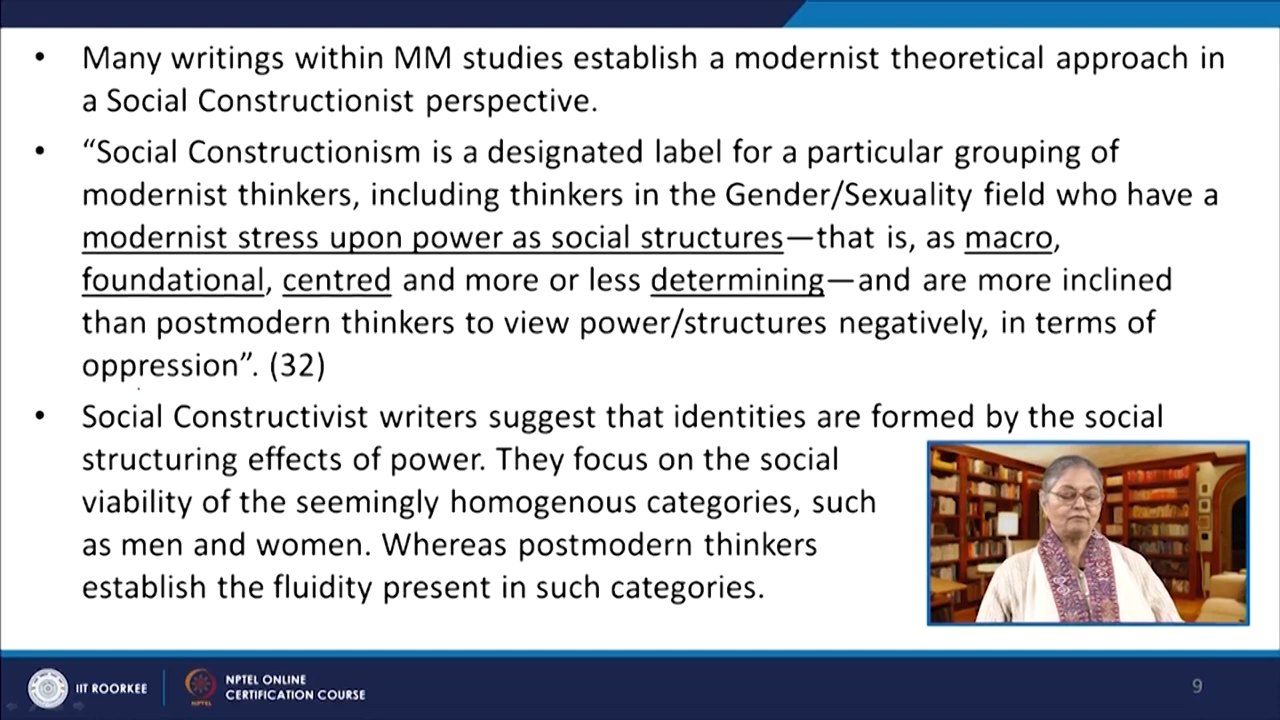 • Many writings within MM studies establish a modernist theoretical approach in
a Social Constructionist perspective.
• “Social Constructionism is a designated label for a particular grouping of
modernist thinkers, including thinkers in the Gender/Sexuality field who have a
modernist stress upon power as social structures—that is, as macro,
foundational, centred and more or less determining—and are more inclined
than postmodern thinkers to view power/structures negatively, in terms of
oppression”. (32)
• Social Constructivist writers suggest that identities are formed by the social
structuring effects of power. They focus on the social
viability of the seemingly homogenous categories, such
as men and women. Whereas postmodern thinkers
establish the fluidity present in such categories.
IIT ROORKEE
NPTEL
NPTEL ONLINE
CERTIFICATION COURSE
9